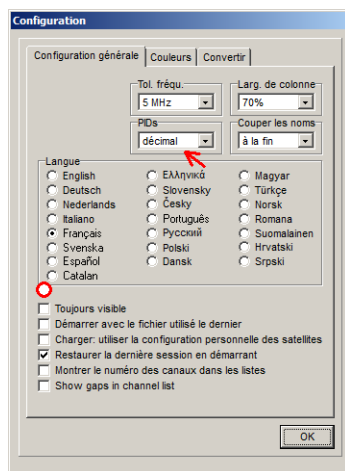 Configuration
Configuration générale Couleurs Convertir
Tol. fréqu. Larg. de colonne
5 MHz 70%
PIDs Couper les noms
décimal à la fin
Langue
English Ελληνικά Magyar
Deutsch Slovensky Türkçe
Nederlands Česky Norsk
Italiano Português Romana
Français Русский Suomalainen
Svenska Polski Hrvatski
Español Dansk Srpski
Catalan
Toujours visible
Démarrer avec le fichier utilisé le dernier
Charger: utiliser la configuration personnelle des satellites
Restaurer la dernière session en démarrant
Montrer le numéro des canaux dans les listes
Show gaps in channel list
OK